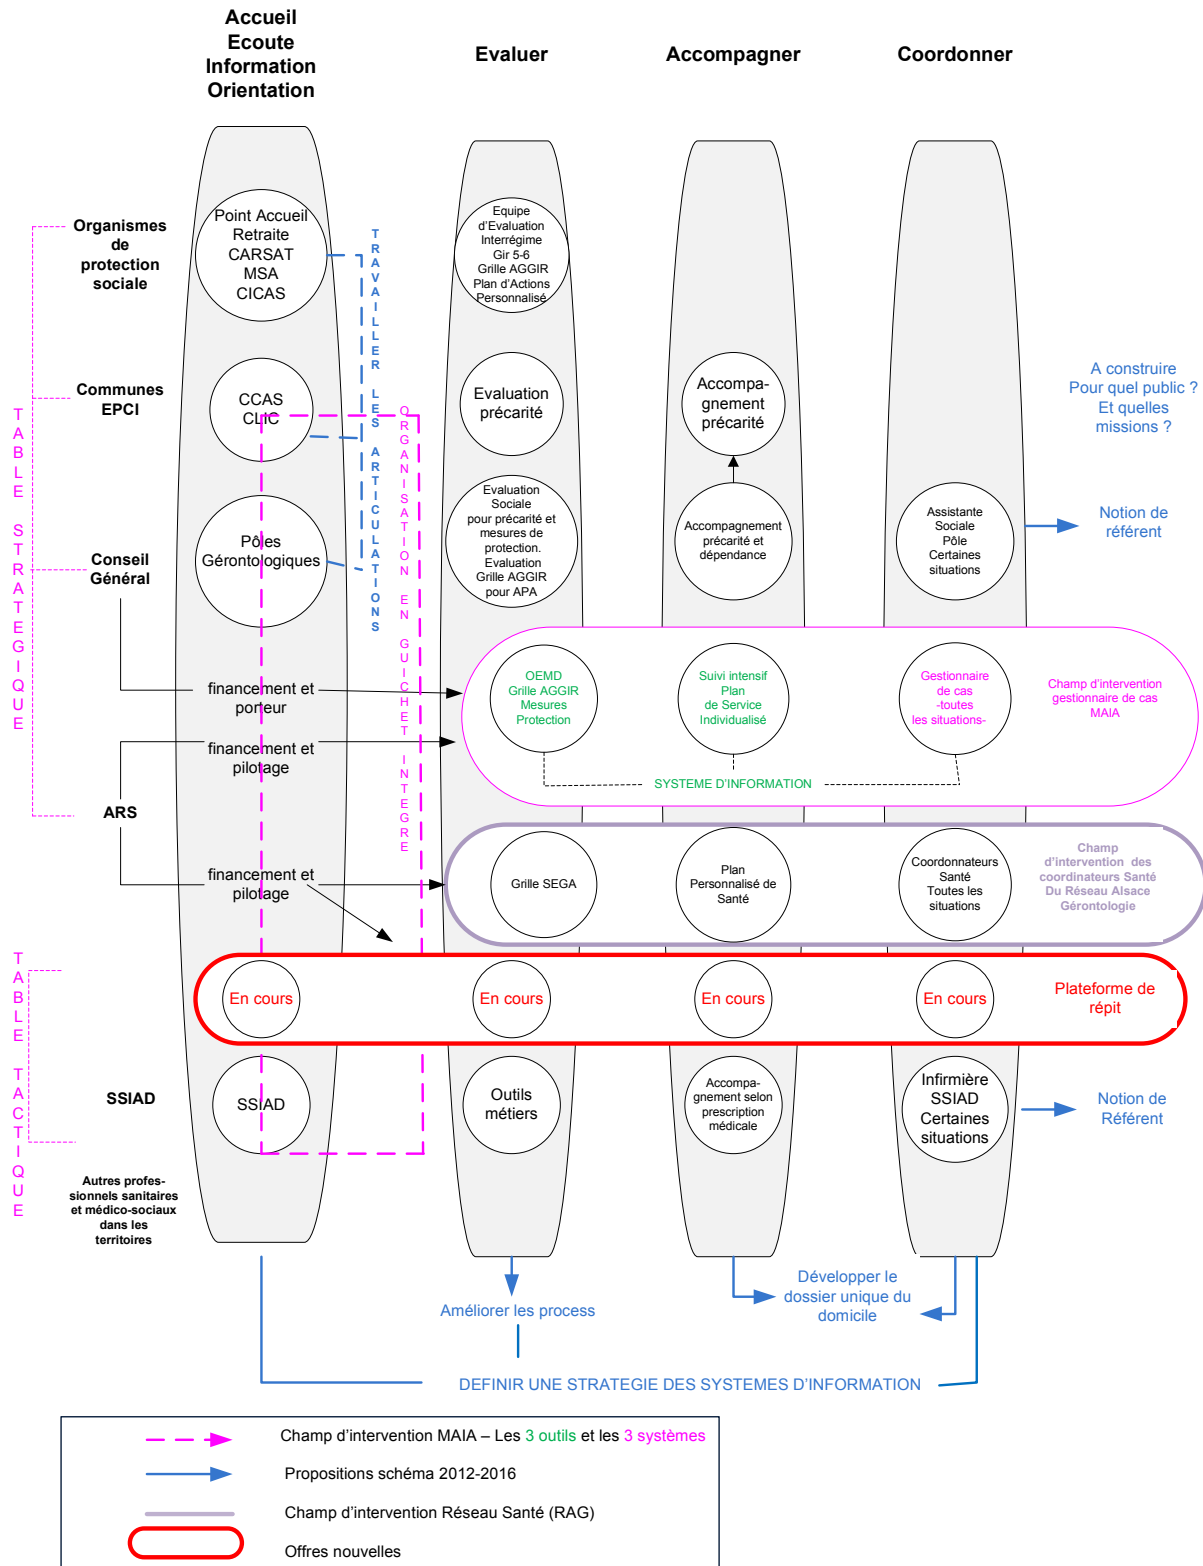 Accueil
Ecoute
Information
Orientation
Evaluer
Accompagner
Coordonner
Organismes
de
protection
sociale
Point Accueil
Retraite
CARSAT
MSA
CICAS
TRAVAILLER LES ARTICULATIONS
Equipe
d'Evaluation
Interrégime
Gir 5-6
Grille AGGIR
Plan d'Actions
Personnalisé
Communes
EPCI
CCAS
CLIC
ORGANISATION EN GUICHET INTEGRE
Evaluation
précarité
Accompa-
gnement
précarité
A construire
Pour quel public ?
Et quelles
missions ?
TABLE STRATEGIQUE
Conseil
Général
Pôles
Gérontologiques
Evaluation
Sociale
pour précarité et
mesures de
protection.
Evaluation
Grille AGGIR
pour APA
Accompagnement
précarité et
dépendance
Assistante
Sociale
Pôle
Certaines
situations
Notion de
référent
financement et
porteur
OEMD
Grille AGGIR
Mesures
Protection
Suivi intensif
Plan
de Service
Individualisé
Gestionnaire
de cas
-toutes
les situations-
Champ d'intervention
gestionnaire de cas
MAIA
financement et
pilotage
SYSTEME D'INFORMATION
ARS
financement et
pilotage
Grille SEGA
Plan
Personnalisé de
Santé
Coordonnateurs
Santé
Toutes les
situations
Champ
d'intervention des
coordinateurs Santé
Du Réseau Alsace
Gérontologie
TABLE TACTIQUE
En cours
En cours
En cours
En cours
Plateforme de
répit
SSIAD
SSIAD
Outils
métiers
Accompa-
gnement selon
prescription
médicale
Infirmière
SSIAD
Certaines
situations
Notion de
Référent
Autres profes-
sionnels sanitaires
et médico-sociaux
dans les
territoires
Améliorer les process
Développer le
dossier unique du
domicile
DEFINIR UNE STRATEGIE DES SYSTEMES D'INFORMATION
Champ d'intervention MAIA – Les 3 outils et les 3 systèmes
Propositions schéma 2012-2016
Champ d'intervention Réseau Santé (RAG)
Offres nouvelles